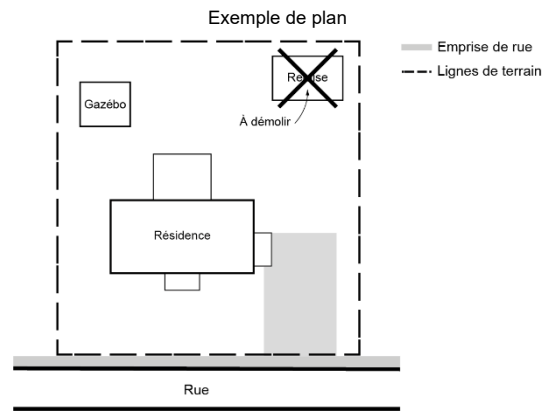 Exemple de plan
Emprise de rue
Lignes de terrain
Remise
Gazébo
À démolir
Résidence
Rue